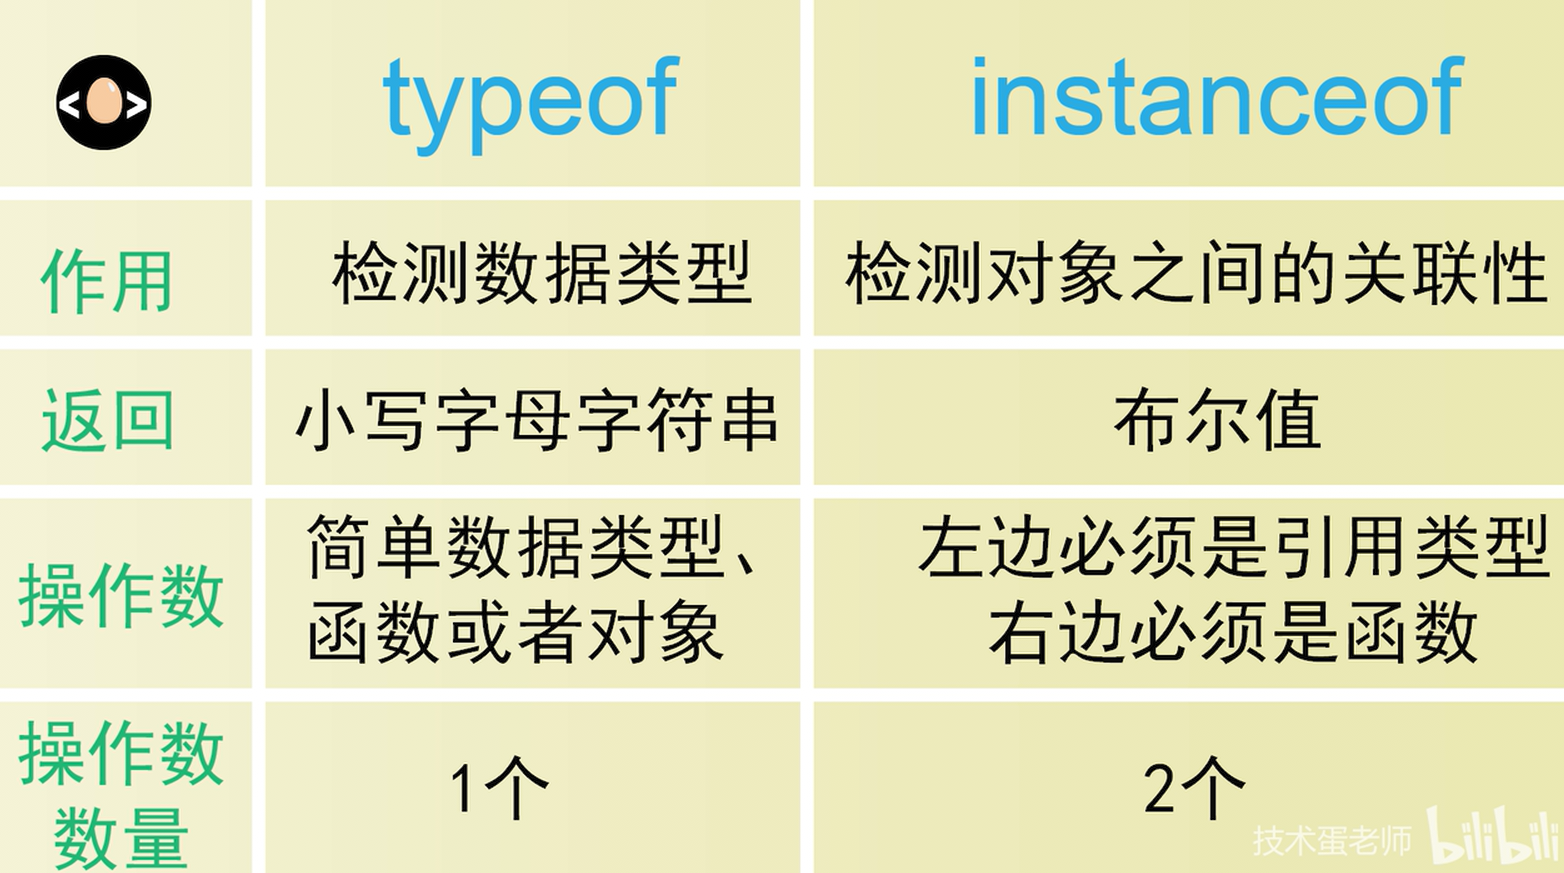 < >
typeof
instanceof
作用
检测数据类型
检测对象之间的关联性
返回
小写字母字符串
布尔值
操作数
简单数据类型、
函数或者对象
左边必须是引用类型
右边必须是函数
操作数
数量
1个
2个
技术蛋老师
bilibili